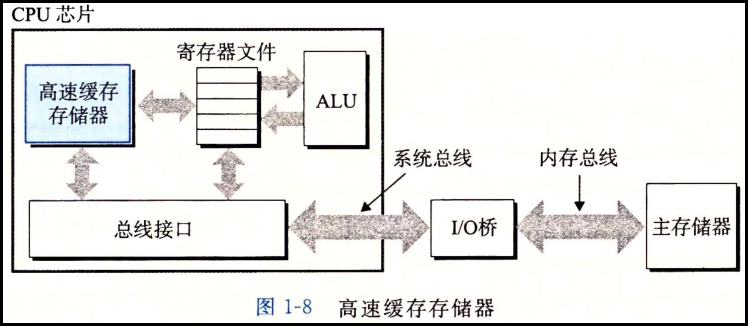 CPU 芯片
寄存器文件
高速缓存
存储器
ALU
系统总线
内存总线
总线接口
I/O桥
主存储器
图 1-8 高速缓存存储器